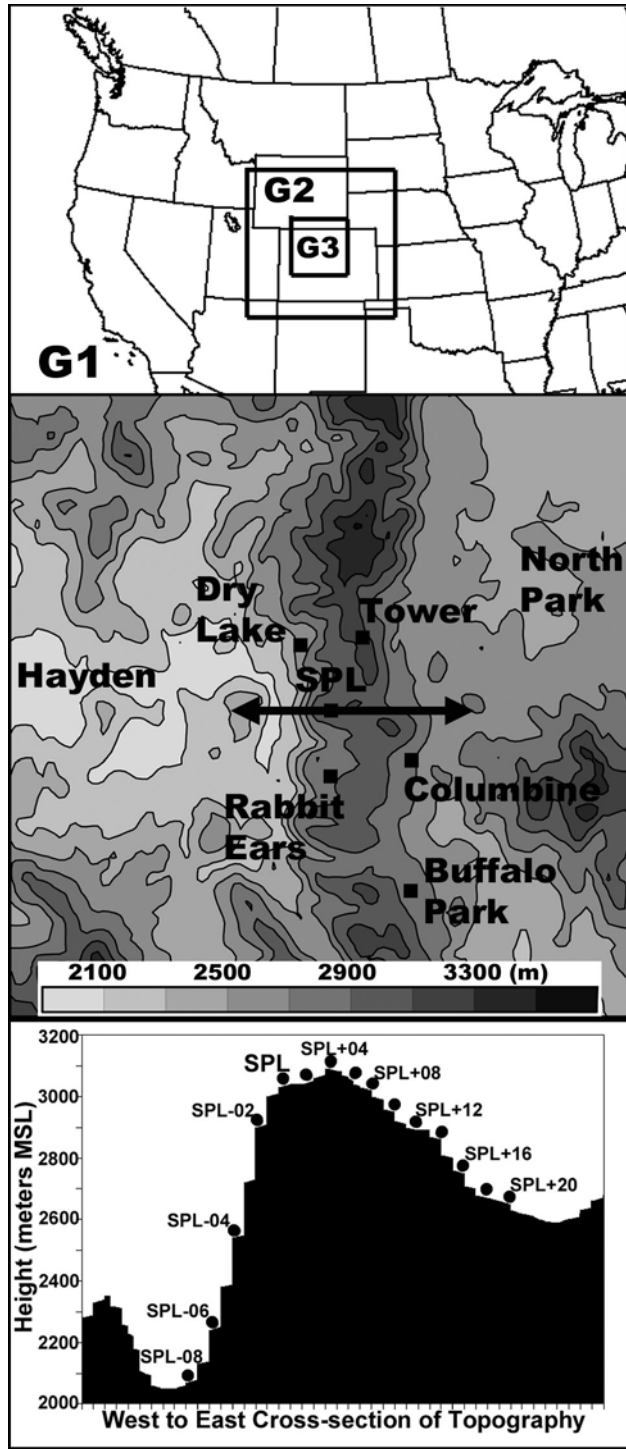 G2
G3
G1
North
Park
Dry
Lake
Tower
Hayden
SPL
Columbine
Rabbit
Ears
Buffalo
Park
2100 2500 2900 3300 (m)
3200
3000
2800
2600
2400
2200
2000
Height (meters MSL)
SPL
SPL+04
SPL+08
SPL-02
SPL+12
SPL+16
SPL+20
SPL-04
SPL-06
SPL-08
West to East Cross-section of Topography